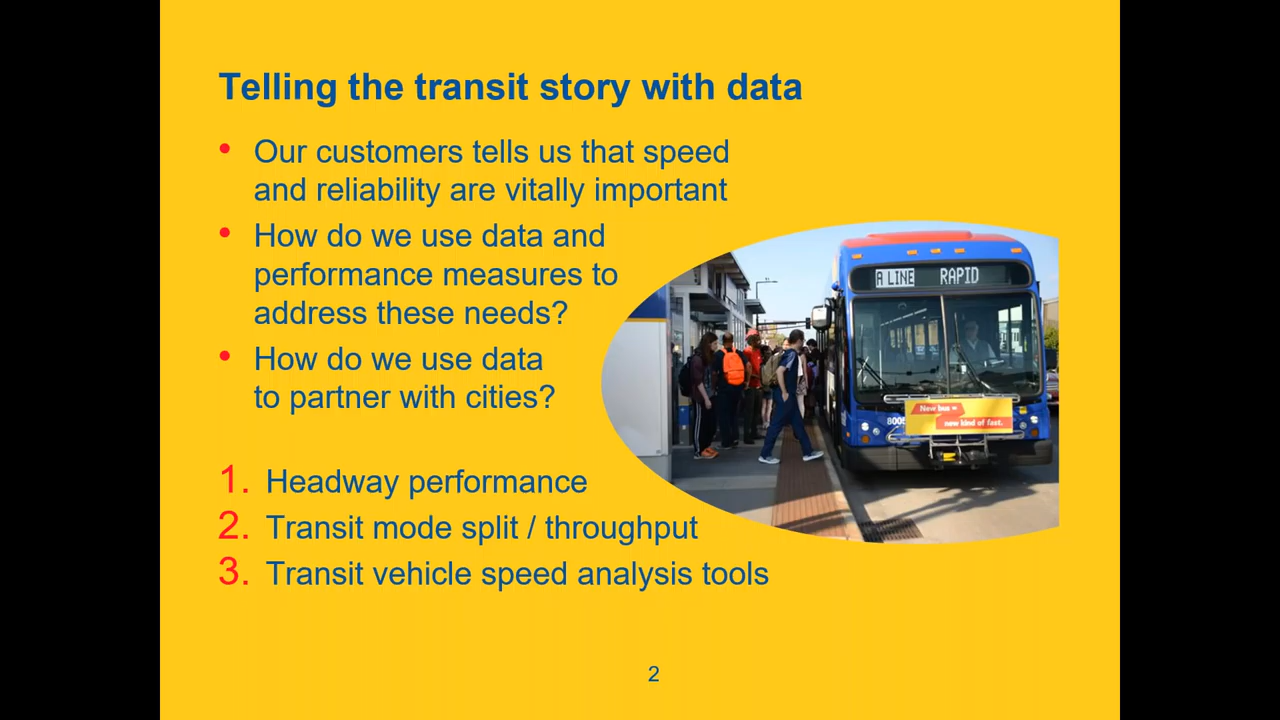 Telling the transit story with data
• Our customers tells us that speed
and reliability are vitally important
• How do we use data and
performance measures to
address these needs?
• How do we use data
to partner with cities?
1. Headway performance
2. Transit mode split / throughput
3. Transit vehicle speed analysis tools
A LINE RAPID
New bus =
new kind of fast.
8005
2